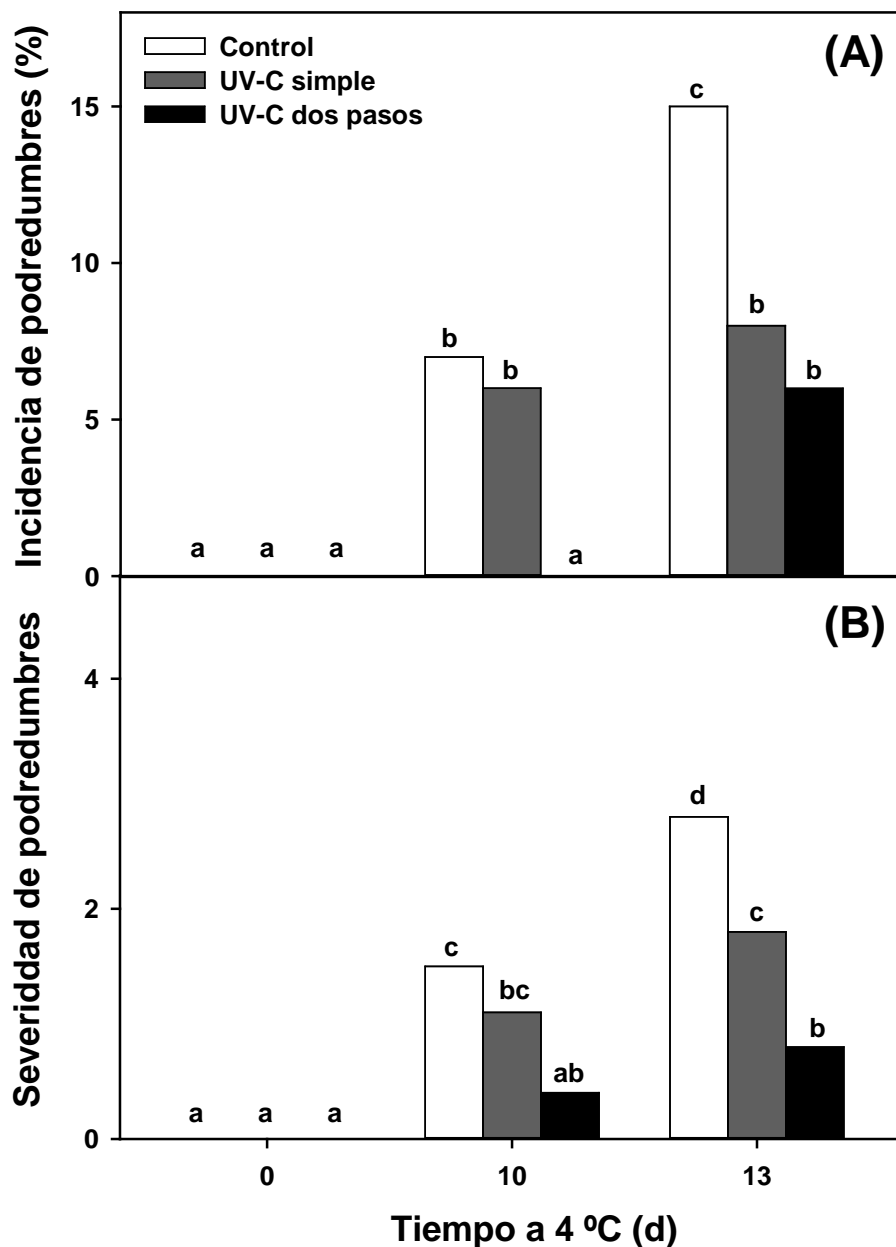 Incidencia de podredumbres (%)
Control
UV-C simple
UV-C dos pasos
(A)
15
10
5
0
a a a
b b a
c b b
Severiddad de podredumbres
(B)
4
2
0
a a a
c bc ab
d c b
0 10 13
Tiempo a 4 ºC (d)